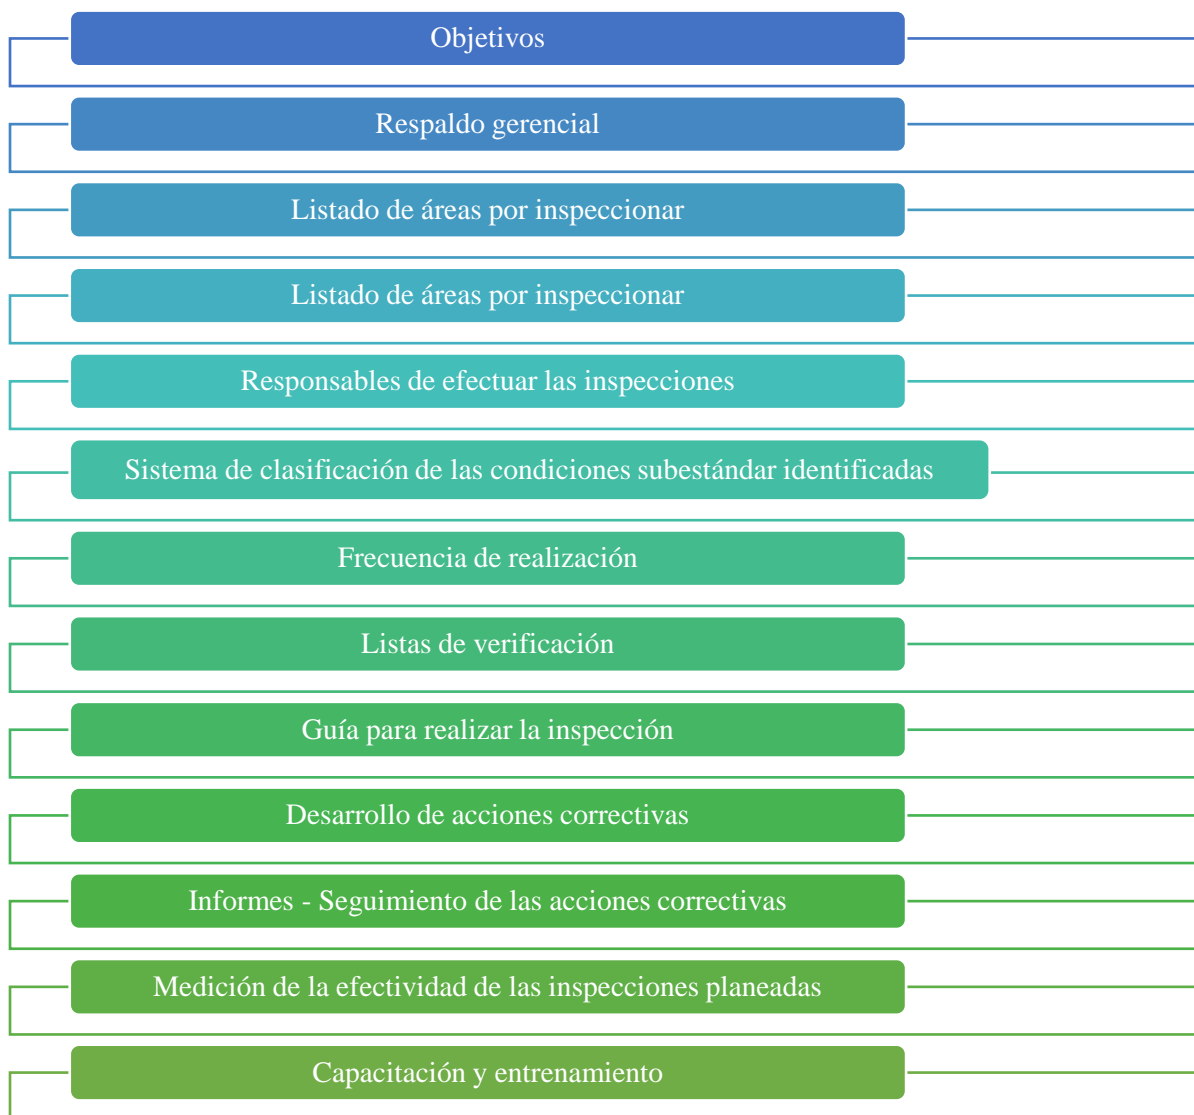 Objetivos
Respaldo gerencial
Listado de áreas por inspeccionar
Listado de áreas por inspeccionar
Responsables de efectuar las inspecciones
Sistema de clasificación de las condiciones subestándar identificadas
Frecuencia de realización
Listas de verificación
Guía para realizar la inspección
Desarrollo de acciones correctivas
Informes - Seguimiento de las acciones correctivas
Medición de la efectividad de las inspecciones planeadas
Capacitación y entrenamiento